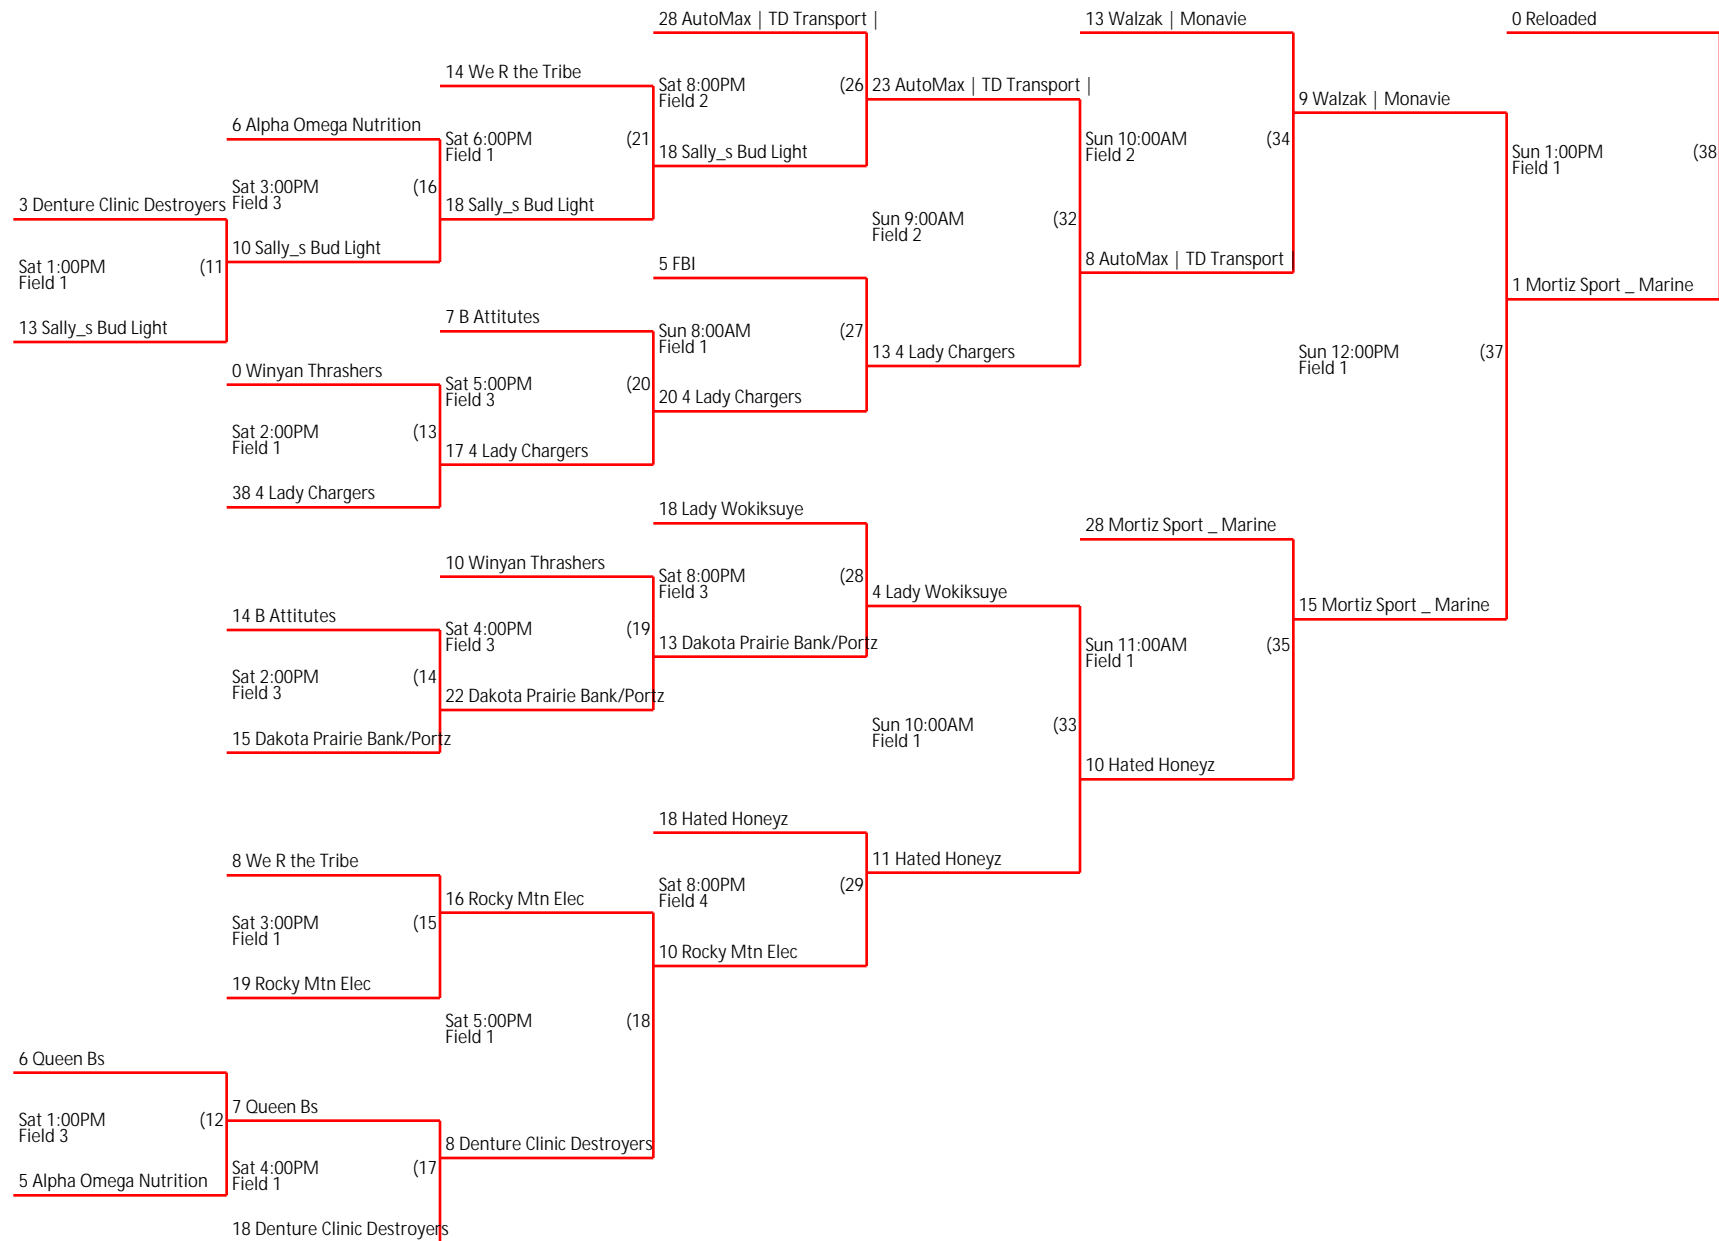 28 AutoMax | TD Transport |
13 Walzak | Monavie
0 Reloaded
14 We R the Tribe
Sat 8:00PM (26
Field 2
23 AutoMax | TD Transport |
9 Walzak | Monavie
6 Alpha Omega Nutrition
Sat 6:00PM (21
Field 1
18 Sally_s Bud Light
Sun 10:00AM (34
Field 2
Sun 1:00PM (38
Field 1
3 Denture Clinic Destroyers
Sat 3:00PM (16
Field 3
18 Sally_s Bud Light
Sun 9:00AM (32
Field 2
10 Sally_s Bud Light
Sat 1:00PM (11
Field 1
5 FBI
8 AutoMax | TD Transport |
1 Mortiz Sport _ Marine
13 Sally_s Bud Light
7 B Attitutes
Sun 8:00AM (27
Field 1
13 4 Lady Chargers
Sun 12:00PM (37
Field 1
0 Winyan Thrashers
Sat 5:00PM (20
Field 3
20 4 Lady Chargers
Sat 2:00PM (13
Field 1
17 4 Lady Chargers
38 4 Lady Chargers
18 Lady Wokiksuye
28 Mortiz Sport _ Marine
10 Winyan Thrashers
Sat 8:00PM (28
Field 3
4 Lady Wokiksuye
15 Mortiz Sport _ Marine
14 B Attitutes
Sat 4:00PM (19
Field 3
13 Dakota Prairie Bank/Portz
Sun 11:00AM (35
Field 1
Sat 2:00PM (14
Field 3
22 Dakota Prairie Bank/Portz
Sun 10:00AM (33
Field 1
15 Dakota Prairie Bank/Portz
10 Hated Honeyz
18 Hated Honeyz
8 We R the Tribe
11 Hated Honeyz
16 Rocky Mtn Elec
Sat 8:00PM (29
Field 4
Sat 3:00PM (15
Field 1
10 Rocky Mtn Elec
19 Rocky Mtn Elec
Sat 5:00PM (18
Field 1
6 Queen Bs
7 Queen Bs
Sat 1:00PM (12
Field 3
8 Denture Clinic Destroyers
5 Alpha Omega Nutrition
Sat 4:00PM (17
Field 1
18 Denture Clinic Destroyers